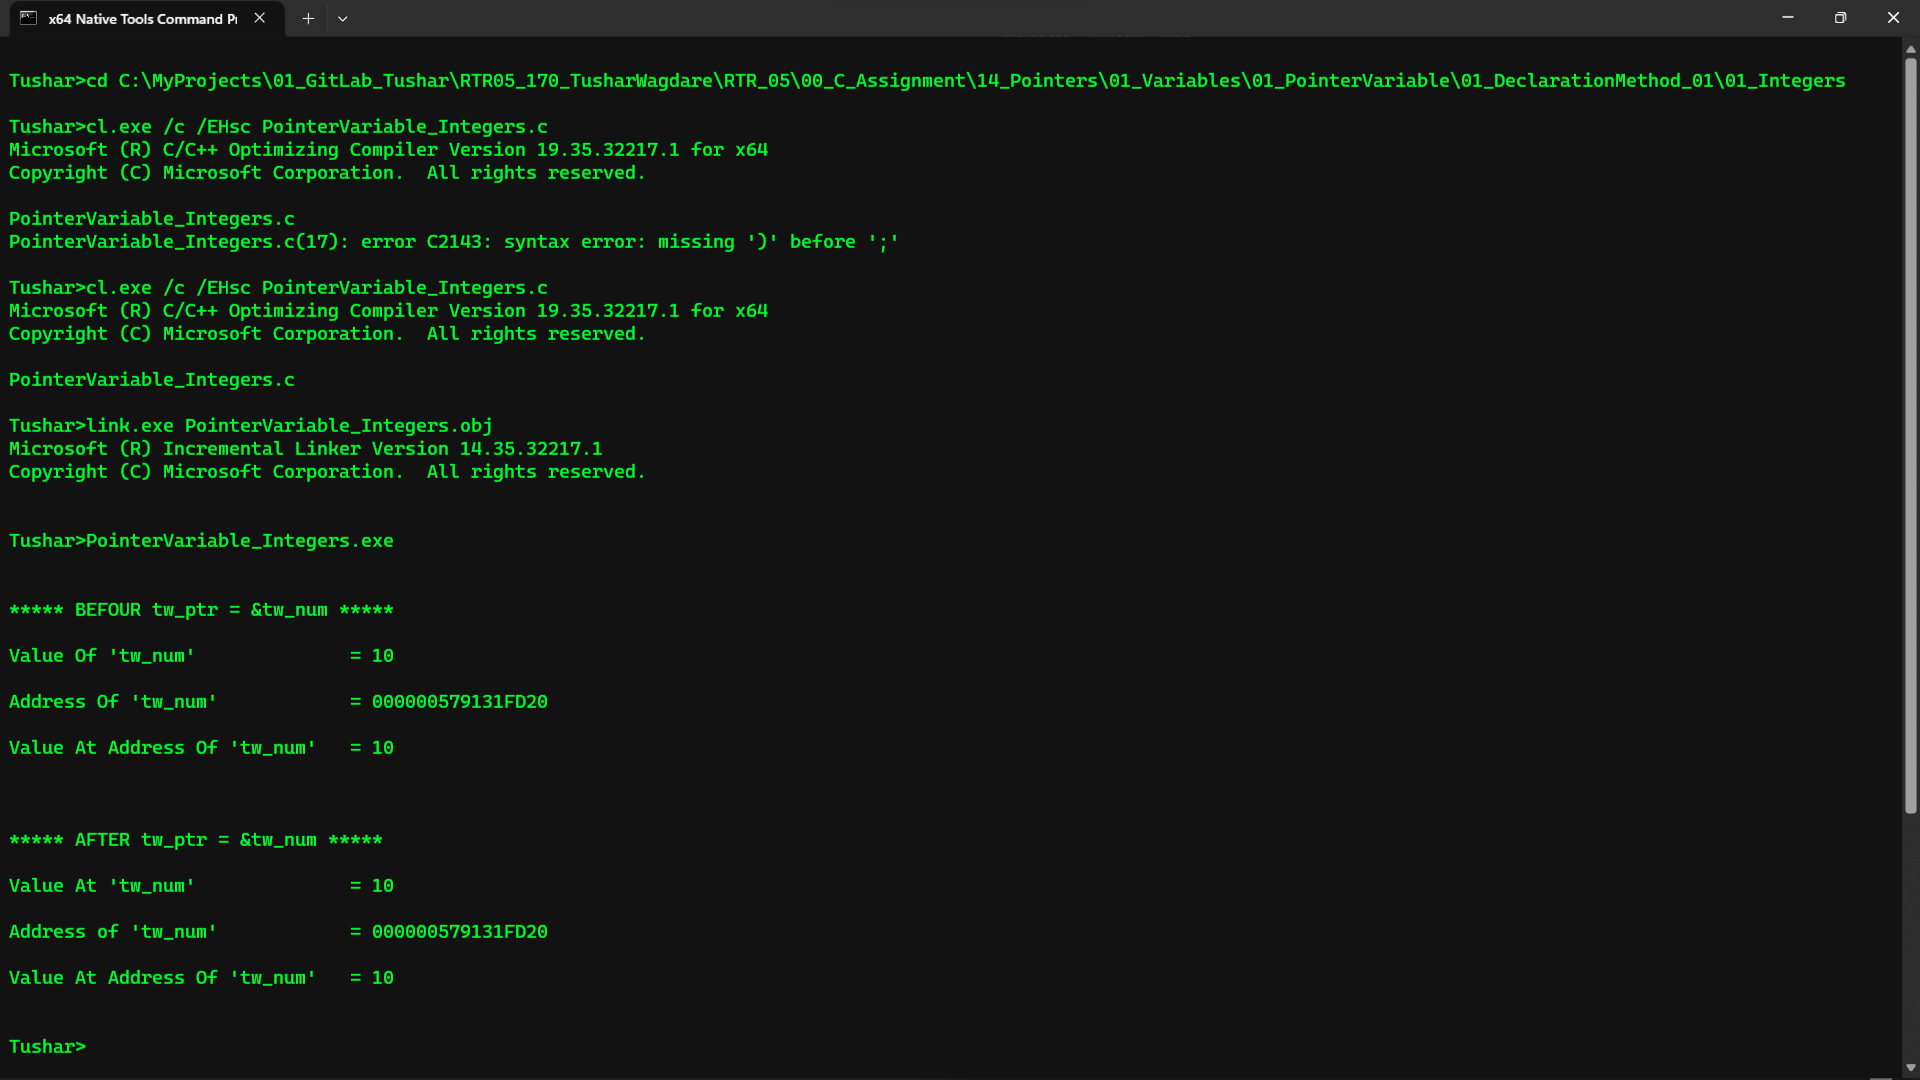 x64 Native Tools Command Pr
Tushar>cd C:\MyProjects\01_GitLab_Tushar\RTR05_170_TusharWagdare\RTR_05\00_C_Assignment\14_Pointers\01_Variables\01_PointerVariable\01_DeclarationMethod_01\01_Integers
Tushar>cl.exe /c /EHsc PointerVariable_Integers.c
Microsoft (R) C/C++ Optimizing Compiler Version 19.35.32217.1 for x64
Copyright (C) Microsoft Corporation.  All rights reserved.
PointerVariable_Integers.c
PointerVariable_Integers.c(17): error C2143: syntax error: missing ')' before ';'
Tushar>cl.exe /c /EHsc PointerVariable_Integers.c
Microsoft (R) C/C++ Optimizing Compiler Version 19.35.32217.1 for x64
Copyright (C) Microsoft Corporation.  All rights reserved.
PointerVariable_Integers.c
Tushar>link.exe PointerVariable_Integers.obj
Microsoft (R) Incremental Linker Version 14.35.32217.1
Copyright (C) Microsoft Corporation.  All rights reserved.
Tushar>PointerVariable_Integers.exe
***** BEFOUR tw_ptr = &tw_num *****
Value Of 'tw_num'              = 10
Address Of 'tw_num'            = 000000579131FD20
Value At Address Of 'tw_num'   = 10
***** AFTER tw_ptr = &tw_num *****
Value At 'tw_num'              = 10
Address of 'tw_num'            = 000000579131FD20
Value At Address Of 'tw_num'   = 10
Tushar>